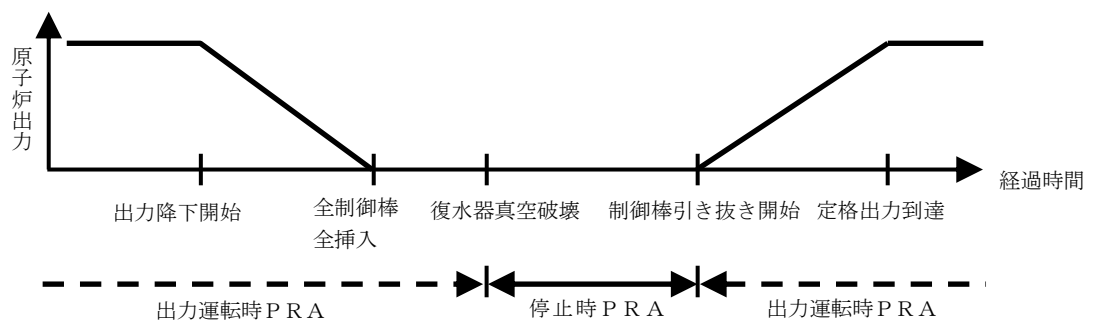 原子炉出力
経過時間
出力降下開始
全制御棒
全挿入
復水器真空破壊
制御棒引き抜き開始
定格出力到達
出力運転時ＰＲＡ
停止時ＰＲＡ
出力運転時ＰＲＡ